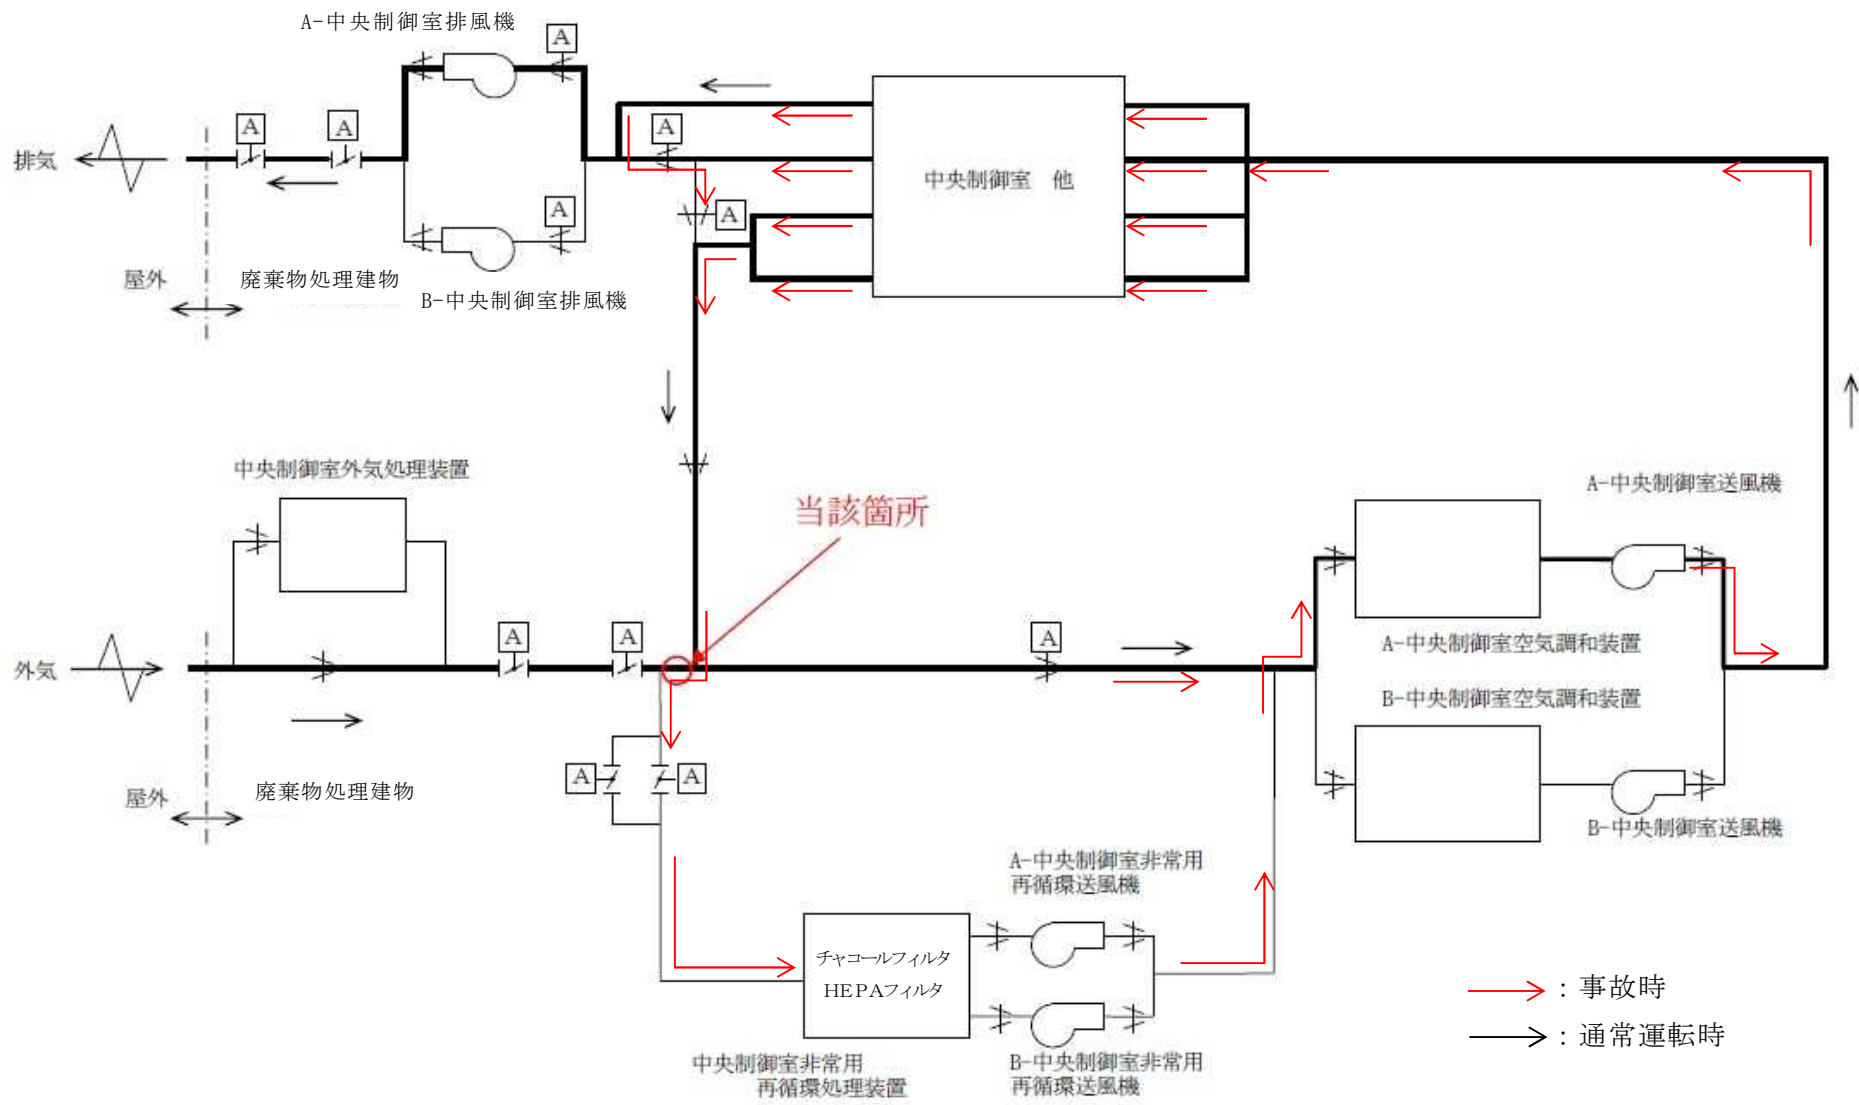 A-中央制御室排風機
A
A
A
A
排気
中央制御室　他
A
A
屋外
廃棄物処理建物
B-中央制御室排風機
中央制御室外気処理装置
当該箇所
A-中央制御室送風機
A
A
A
外気
A-中央制御室空気調和装置
B-中央制御室空気調和装置
A
A
屋外
廃棄物処理建物
B-中央制御室送風機
A-中央制御室非常用
再循環送風機
チャコールフィルタ
HEPAフィルタ
：事故時
：通常運転時
中央制御室非常用
再循環処理装置
B-中央制御室非常用
再循環送風機